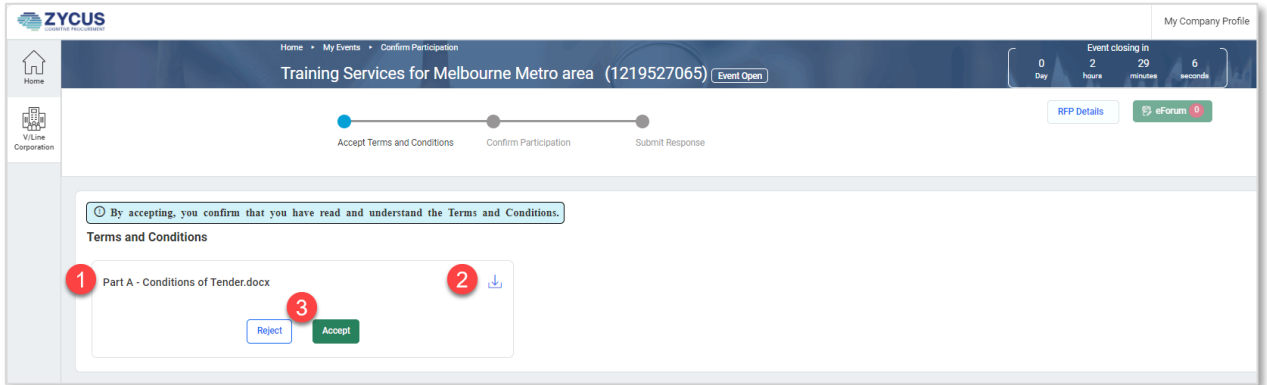 ZYCUS
COGNITIVE PROCUREMENT
My Company Profile
Home
V/Line
Corporation
Home ▸ My Events ▸ Confirm Participation
Training Services for Melbourne Metro area (1219527065) Event Open
Event closing in
0 2 29 6
Day hours minutes seconds
RFP Details eForum 0
Accept Terms and Conditions Confirm Participation Submit Response
By accepting, you confirm that you have read and understand the Terms and Conditions.
Terms and Conditions
1 Part A - Conditions of Tender.docx 2
3
Reject Accept